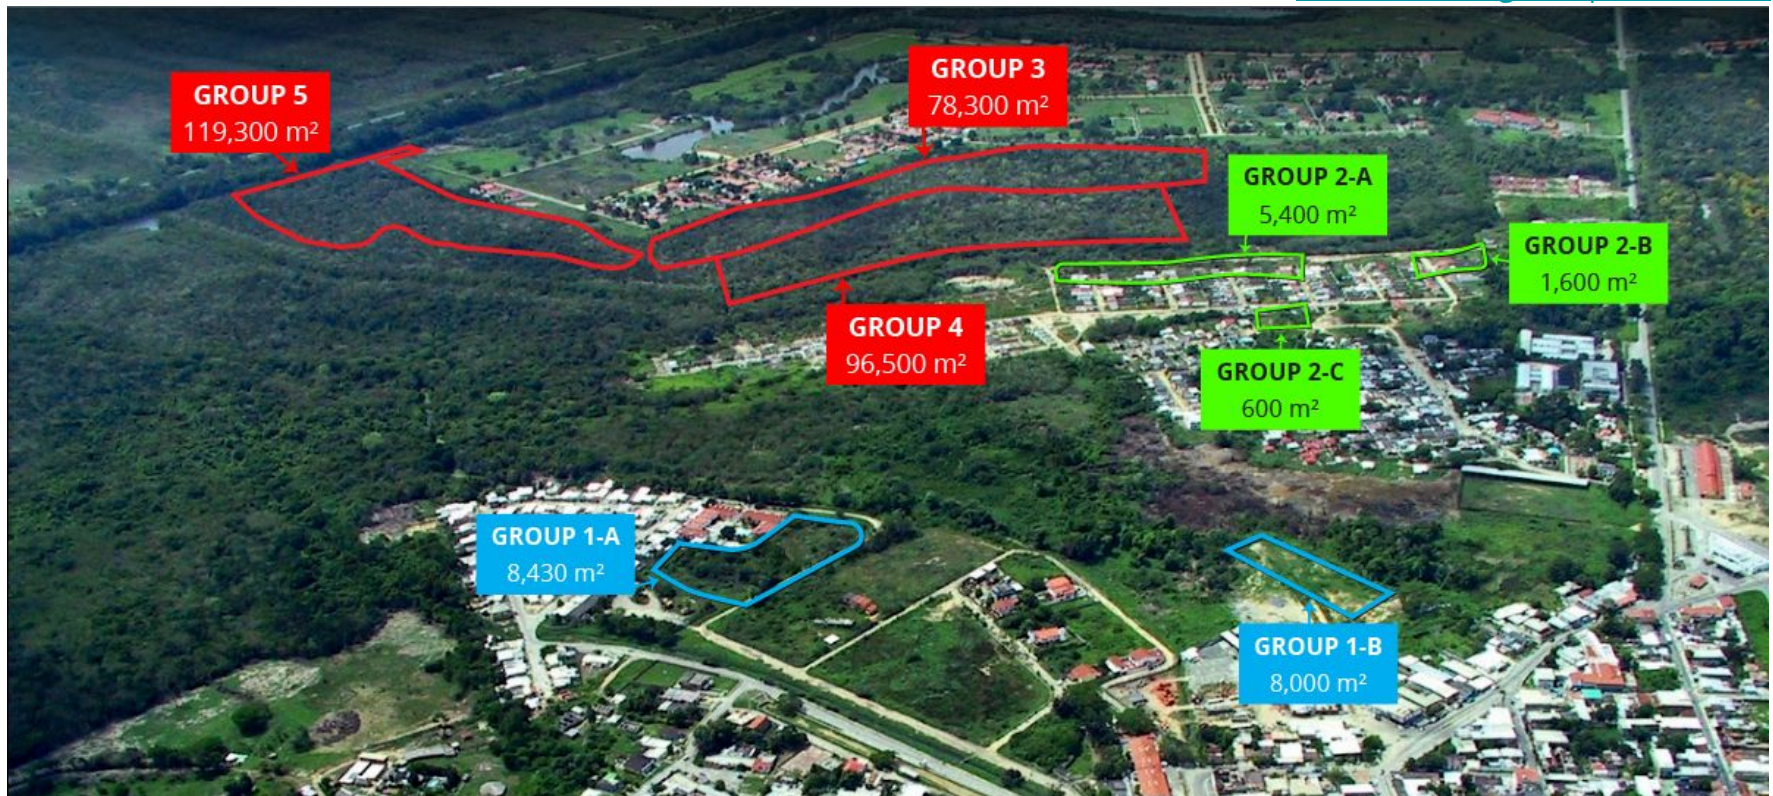 GROUP 5
119,300 m²
GROUP 3
78,300 m²
GROUP 2-A
5,400 m²
GROUP 2-B
1,600 m²
GROUP 4
96,500 m²
GROUP 2-C
600 m²
GROUP 1-A
8,430 m²
GROUP 1-B
8,000 m²